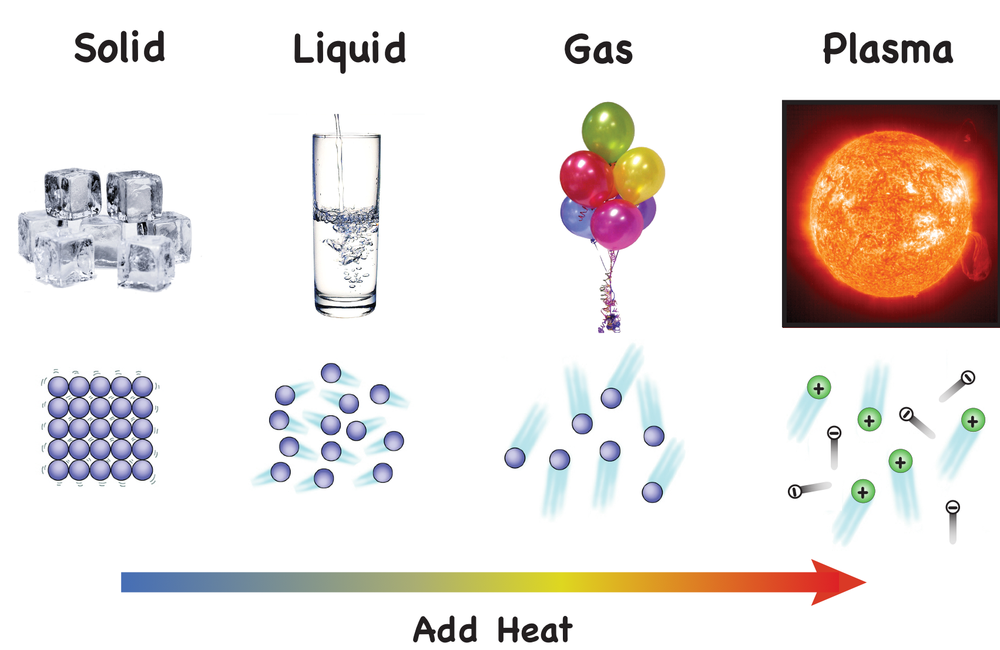 Solid Liquid Gas Plasma
+ + + + +
− − − − −
Add Heat